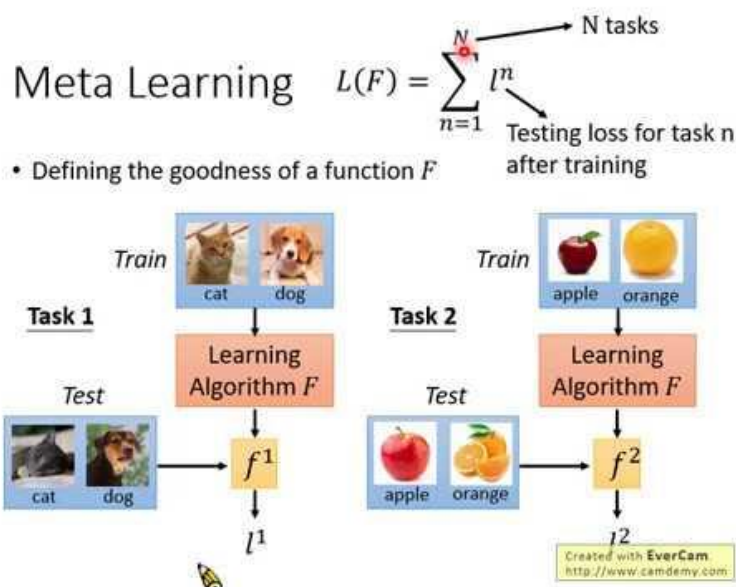 Meta Learning
L(F) = \sum_{n=1}^{N} l^n
N tasks
Testing loss for task n
after training
• Defining the goodness of a function F
Train
cat dog
Task 1
Learning
Algorithm F
Test
cat dog
f^1
l^1
Train
apple orange
Task 2
Learning
Algorithm F
Test
apple orange
f^2
l^2
Created with EverCam.
http://www.camdemy.com